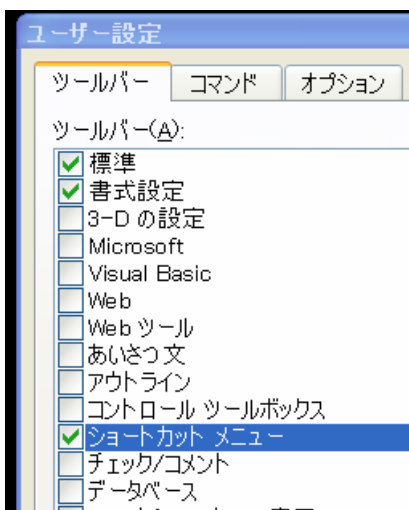 ユーザー設定
ツールバー コマンド オプション
ツールバー(A):
標準
書式設定
3-D の設定
Microsoft
Visual Basic
Web
Web ツール
あいさつ文
アウトライン
コントロール ツールボックス
ショートカット メニュー
チェック/コメント
データベース